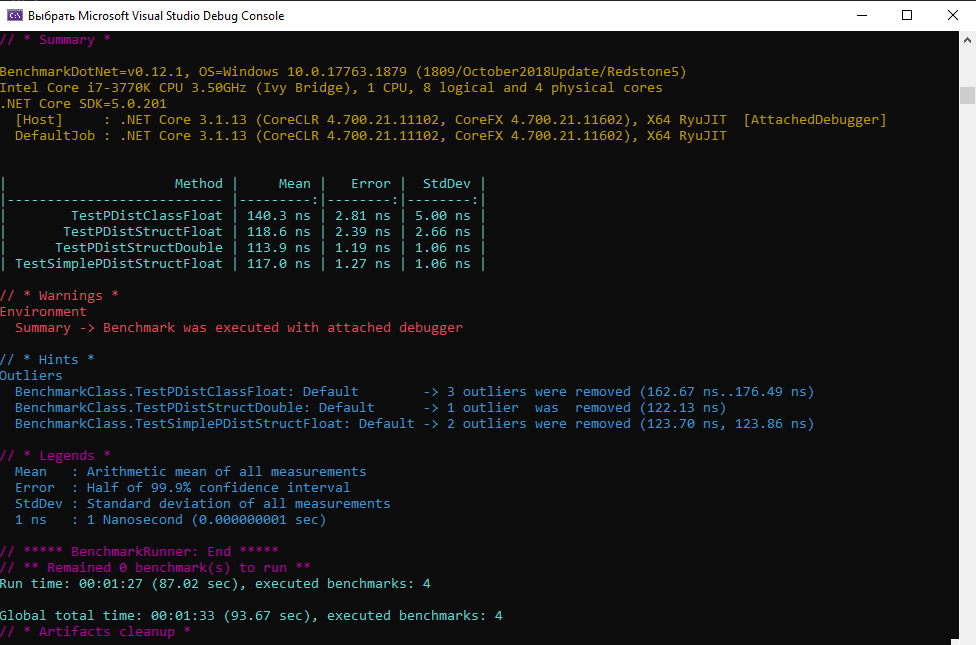 Выбрать Microsoft Visual Studio Debug Console
// * Summary *
BenchmarkDotNet=v0.12.1, OS=Windows 10.0.17763.1879 (1809/October2018Update/Redstone5)
Intel Core i7-3770K CPU 3.50GHz (Ivy Bridge), 1 CPU, 8 logical and 4 physical cores
.NET Core SDK=5.0.201
  [Host]     : .NET Core 3.1.13 (CoreCLR 4.700.21.11102, CoreFX 4.700.21.11602), X64 RyuJIT  [AttachedDebugger]
  DefaultJob : .NET Core 3.1.13 (CoreCLR 4.700.21.11102, CoreFX 4.700.21.11602), X64 RyuJIT
|                     Method |     Mean |   Error |  StdDev |
|--------------------------- |---------:|--------:|--------:|
|        TestPDistClassFloat | 140.3 ns | 2.81 ns | 5.00 ns |
|       TestPDistStructFloat | 118.6 ns | 2.39 ns | 2.66 ns |
|      TestPDistStructDouble | 113.9 ns | 1.19 ns | 1.06 ns |
| TestSimplePDistStructFloat | 117.0 ns | 1.27 ns | 1.06 ns |
// * Warnings *
Environment
  Summary -> Benchmark was executed with attached debugger
// * Hints *
Outliers
  BenchmarkClass.TestPDistClassFloat: Default        -> 3 outliers were removed (162.67 ns..176.49 ns)
  BenchmarkClass.TestPDistStructDouble: Default      -> 1 outlier  was  removed (122.13 ns)
  BenchmarkClass.TestSimplePDistStructFloat: Default -> 2 outliers were removed (123.70 ns, 123.86 ns)
// * Legends *
  Mean   : Arithmetic mean of all measurements
  Error  : Half of 99.9% confidence interval
  StdDev : Standard deviation of all measurements
  1 ns   : 1 Nanosecond (0.000000001 sec)
// ***** BenchmarkRunner: End *****
// ** Remained 0 benchmark(s) to run **
Run time: 00:01:27 (87.02 sec), executed benchmarks: 4
Global total time: 00:01:33 (93.67 sec), executed benchmarks: 4
// * Artifacts cleanup *